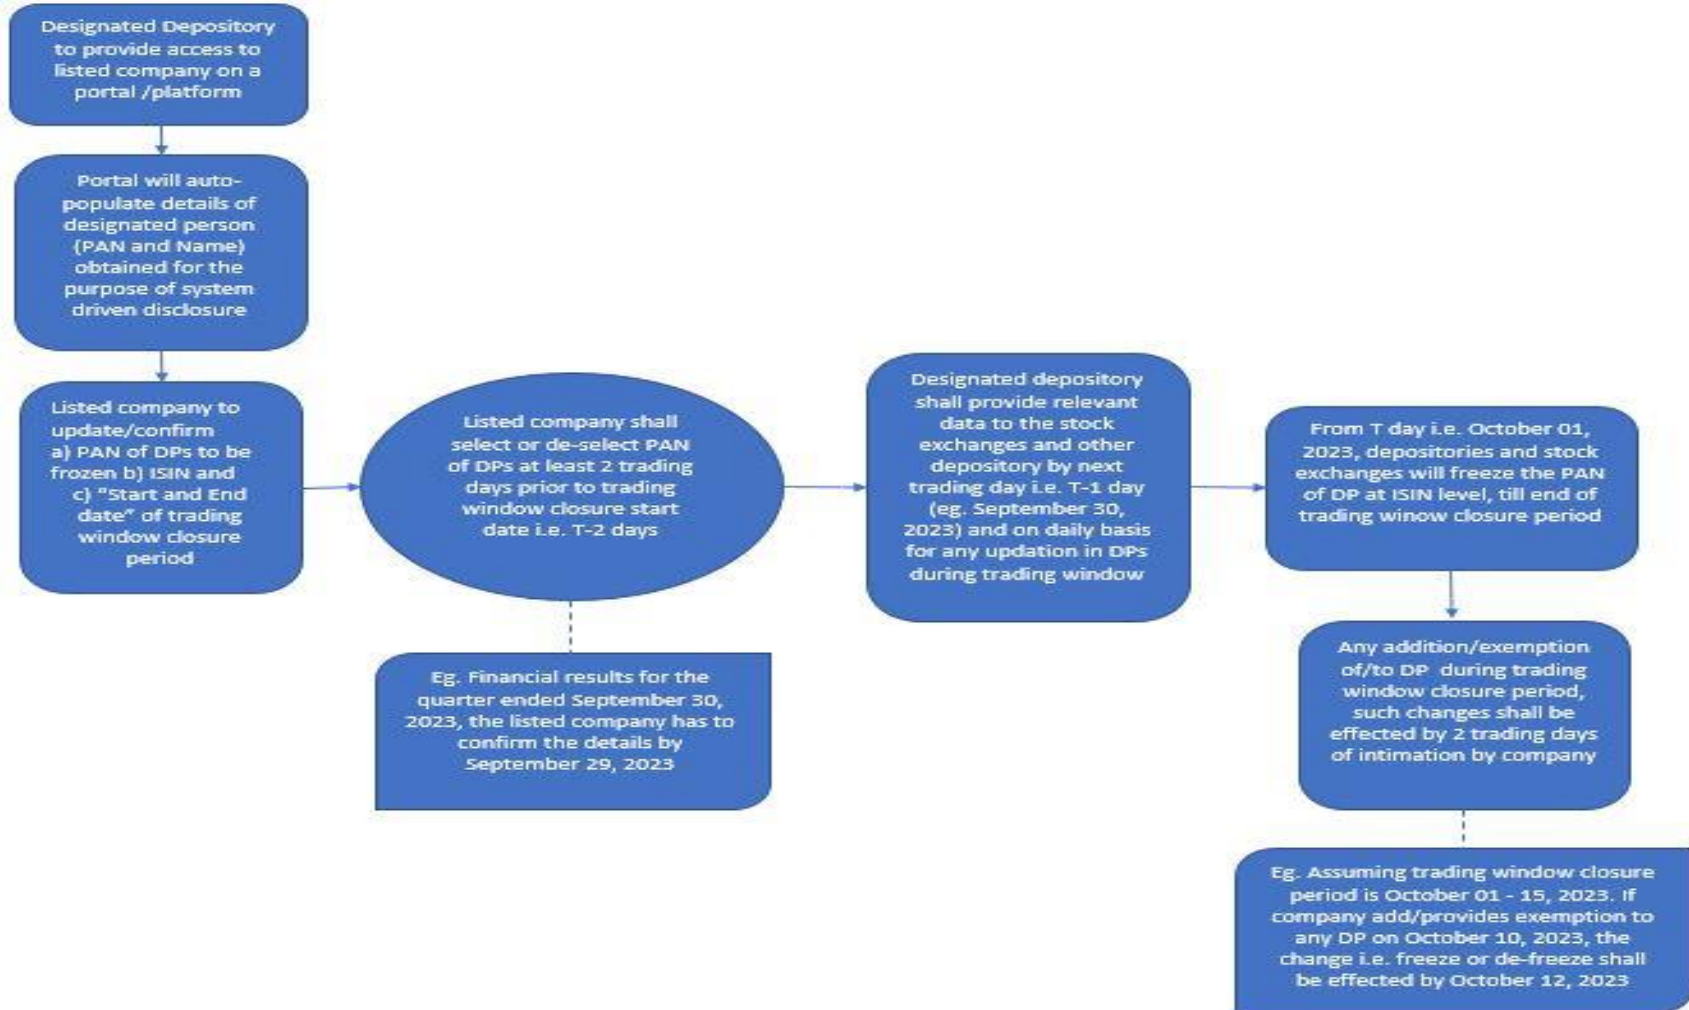 Designated Depository
to provide access to
listed company on a
portal /platform
Portal will auto-
populate details of
designated person
(PAN and Name)
obtained for the
purpose of system
driven disclosure
Listed company to
update/confirm
a) PAN of DPs to be
frozen b) ISIN and
c) "Start and End
date" of trading
window closure
period
Listed company shall
select or de-select PAN
of DPs at least 2 trading
days prior to trading
window closure start
date i.e. T-2 days
Eg. Financial results for the
quarter ended September 30,
2023, the listed company has to
confirm the details by
September 29, 2023
Designated depository
shall provide relevant
data to the stock
exchanges and other
depository by next
trading day i.e. T-1 day
(eg. September 30,
2023) and on daily basis
for any updation in DPs
during trading window
From T day i.e. October 01,
2023, depositories and stock
exchanges will freeze the PAN
of DP at ISIN level, till end of
trading winow closure period
Any addition/exemption
of/to DP during trading
window closure period,
such changes shall be
effected by 2 trading days
of intimation by company
Eg. Assuming trading window closure
period is October 01 - 15, 2023. If
company add/provides exemption to
any DP on October 10, 2023, the
change i.e. freeze or de-freeze shall
be effected by October 12, 2023